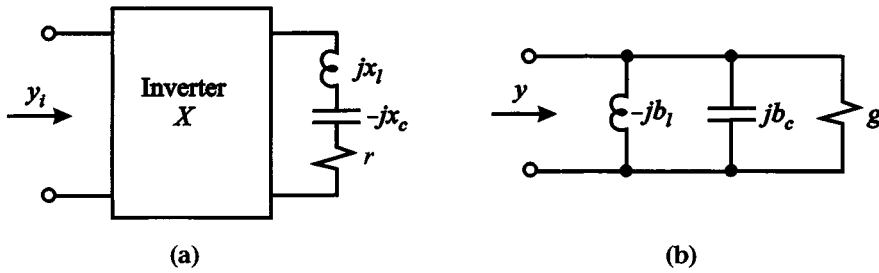 y_i
Inverter
X
jx_l
-jx_c
r
(a)
y
-jb_l
jb_c
g
(b)